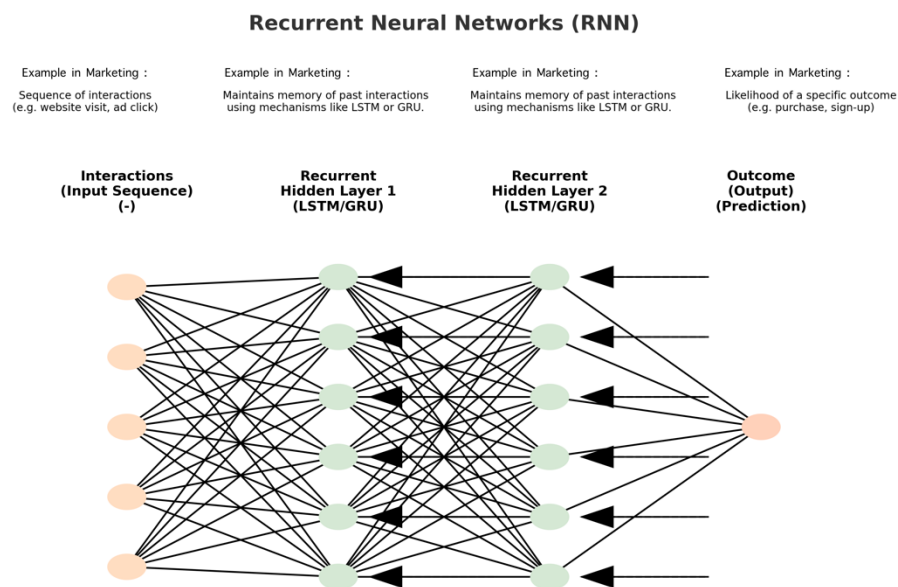 Recurrent Neural Networks (RNN)
Example in Marketing :
Sequence of interactions
(e.g. website visit, ad click)
Example in Marketing :
Maintains memory of past interactions
using mechanisms like LSTM or GRU.
Example in Marketing :
Maintains memory of past interactions
using mechanisms like LSTM or GRU.
Example in Marketing :
Likelihood of a specific outcome
(e.g. purchase, sign-up)
Interactions
(Input Sequence)
(-)
Recurrent
Hidden Layer 1
(LSTM/GRU)
Recurrent
Hidden Layer 2
(LSTM/GRU)
Outcome
(Output)
(Prediction)